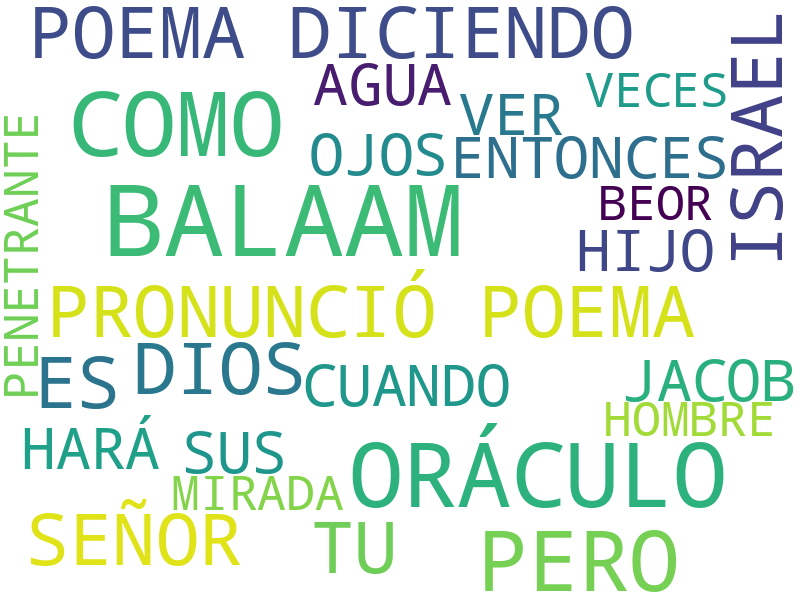 POEMA DICIENDO
AGUA
VECES
ISRAEL
COMO
VER
OJOS
ENTONCES
PENETRANTE
BALAAM
BEOR
HIJO
PRONUNCIÓ POEMA
ES
DIOS
CUANDO
JACOB
HOMBRE
HARÁ
SUS
ORÁCULO
MIRADA
SEÑOR
TU
PERO